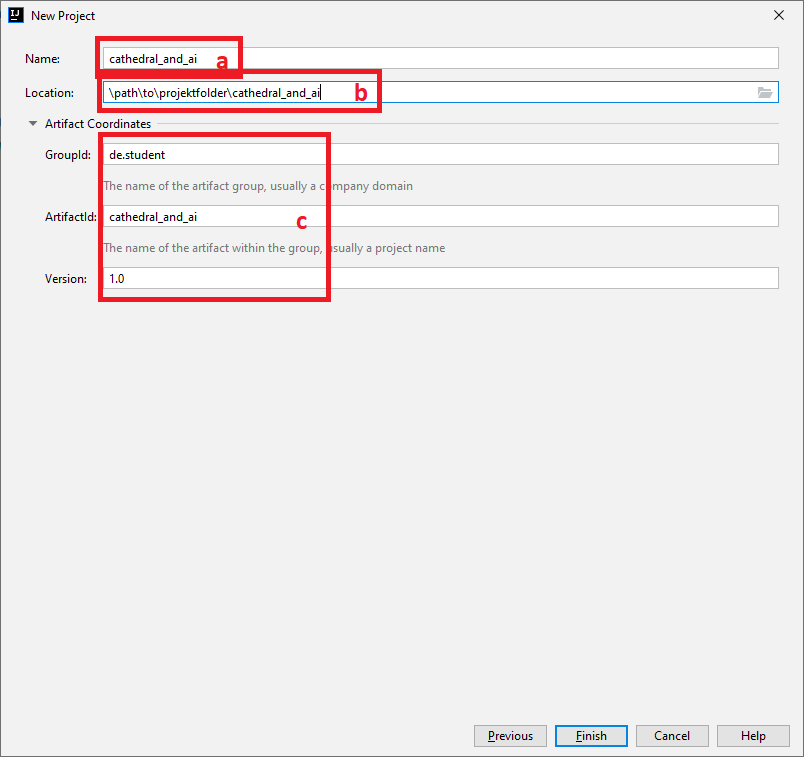 IJ New Project
Name: cathedral_and_ai a
Location: \path\to\projektfolder\cathedral_and_ai b
Artifact Coordinates
GroupId: de.student
The name of the artifact group, usually a company domain
ArtifactId: cathedral_and_ai c
The name of the artifact within the group, usually a project name
Version: 1.0
Previous Finish Cancel Help